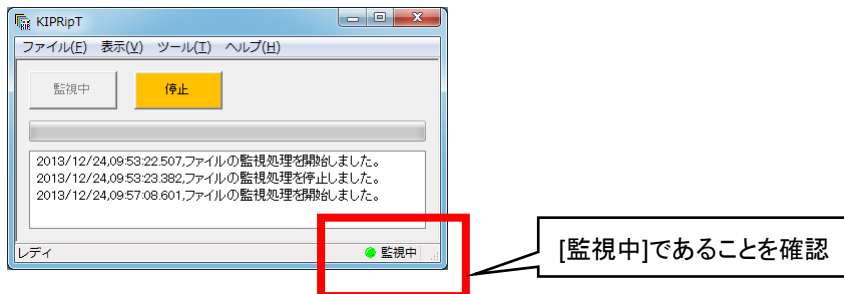 KIPRipT
ファイル(F) 表示(V) ツール(T) ヘルプ(H)
監視中 停止
2013/12/24,09:53:22.507,ファイルの監視処理を開始しました。
2013/12/24,09:53:23.382,ファイルの監視処理を停止しました。
2013/12/24,09:57:08.601,ファイルの監視処理を開始しました。
レディ 監視中
[監視中]であることを確認